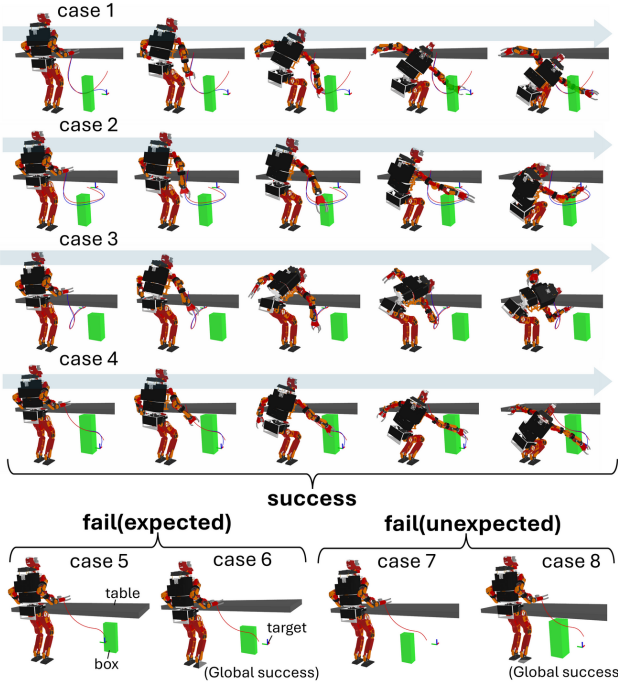 case 1
case 2
case 3
case 4
success
fail(expected)
fail(unexpected)
case 5
case 6
case 7
case 8
table
target
box
(Global success)
(Global success)